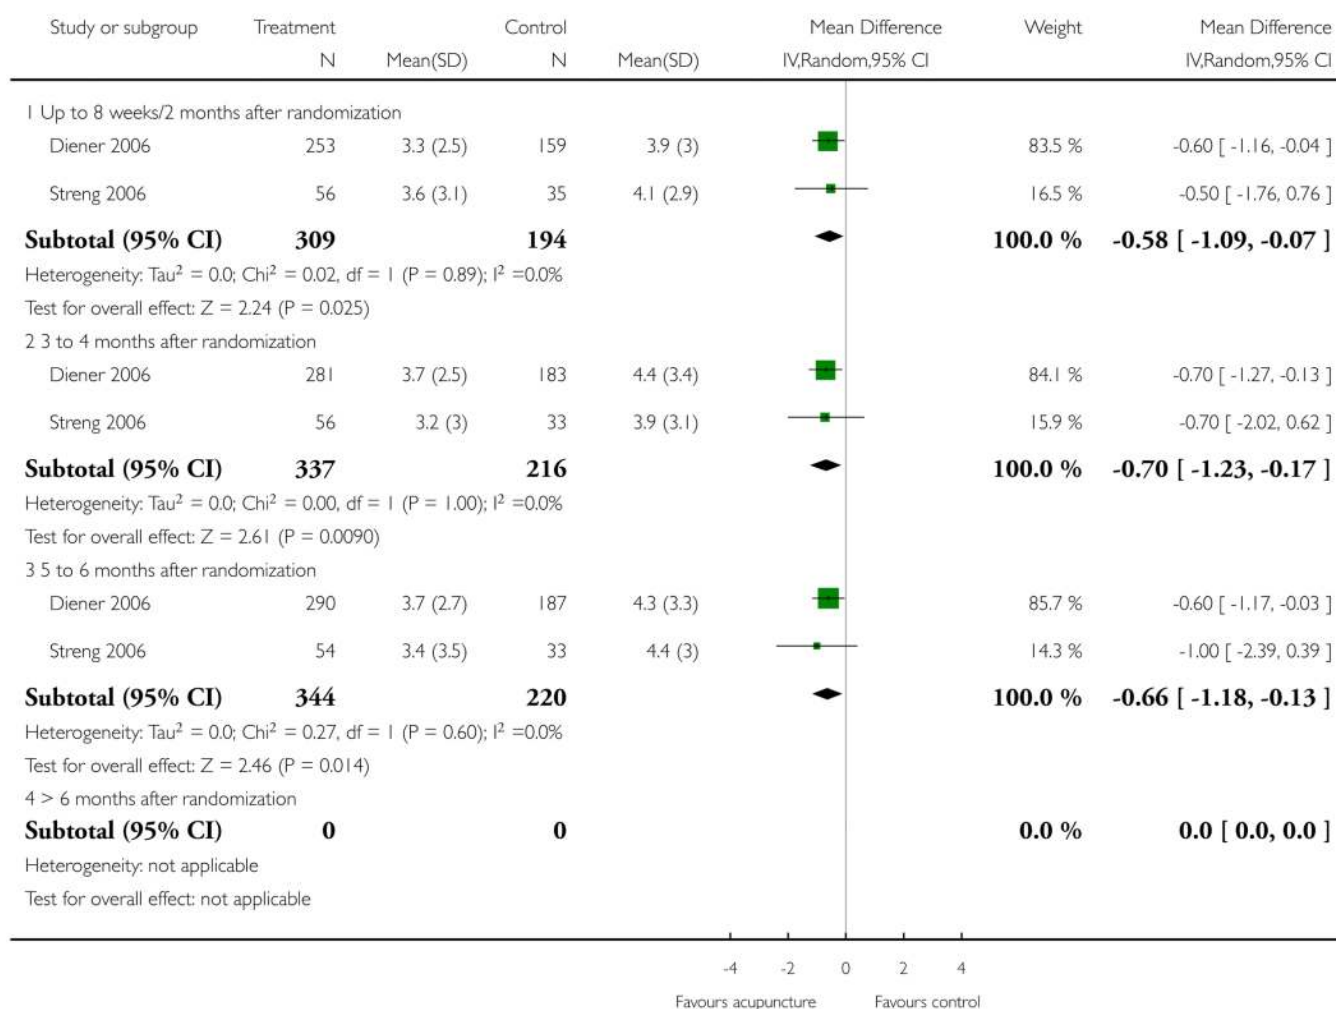 Study or subgroup Treatment Control Mean Difference Weight Mean Difference
N Mean(SD) N Mean(SD) IV,Random,95% CI IV,Random,95% CI
1 Up to 8 weeks/2 months after randomization
Diener 2006 253 3.3 (2.5) 159 3.9 (3) 83.5 % -0.60 [ -1.16, -0.04 ]
Streng 2006 56 3.6 (3.1) 35 4.1 (2.9) 16.5 % -0.50 [ -1.76, 0.76 ]
Subtotal (95% CI) 309 194 100.0 % -0.58 [ -1.09, -0.07 ]
Heterogeneity: Tau² = 0.0; Chi² = 0.02, df = 1 (P = 0.89); I² =0.0%
Test for overall effect: Z = 2.24 (P = 0.025)
2 3 to 4 months after randomization
Diener 2006 281 3.7 (2.5) 183 4.4 (3.4) 84.1 % -0.70 [ -1.27, -0.13 ]
Streng 2006 56 3.2 (3) 33 3.9 (3.1) 15.9 % -0.70 [ -2.02, 0.62 ]
Subtotal (95% CI) 337 216 100.0 % -0.70 [ -1.23, -0.17 ]
Heterogeneity: Tau² = 0.0; Chi² = 0.00, df = 1 (P = 1.00); I² =0.0%
Test for overall effect: Z = 2.61 (P = 0.0090)
3 5 to 6 months after randomization
Diener 2006 290 3.7 (2.7) 187 4.3 (3.3) 85.7 % -0.60 [ -1.17, -0.03 ]
Streng 2006 54 3.4 (3.5) 33 4.4 (3) 14.3 % -1.00 [ -2.39, 0.39 ]
Subtotal (95% CI) 344 220 100.0 % -0.66 [ -1.18, -0.13 ]
Heterogeneity: Tau² = 0.0; Chi² = 0.27, df = 1 (P = 0.60); I² =0.0%
Test for overall effect: Z = 2.46 (P = 0.014)
4 > 6 months after randomization
Subtotal (95% CI) 0 0 0.0 % 0.0 [ 0.0, 0.0 ]
Heterogeneity: not applicable
Test for overall effect: not applicable
-4 -2 0 2 4
Favours acupuncture Favours control